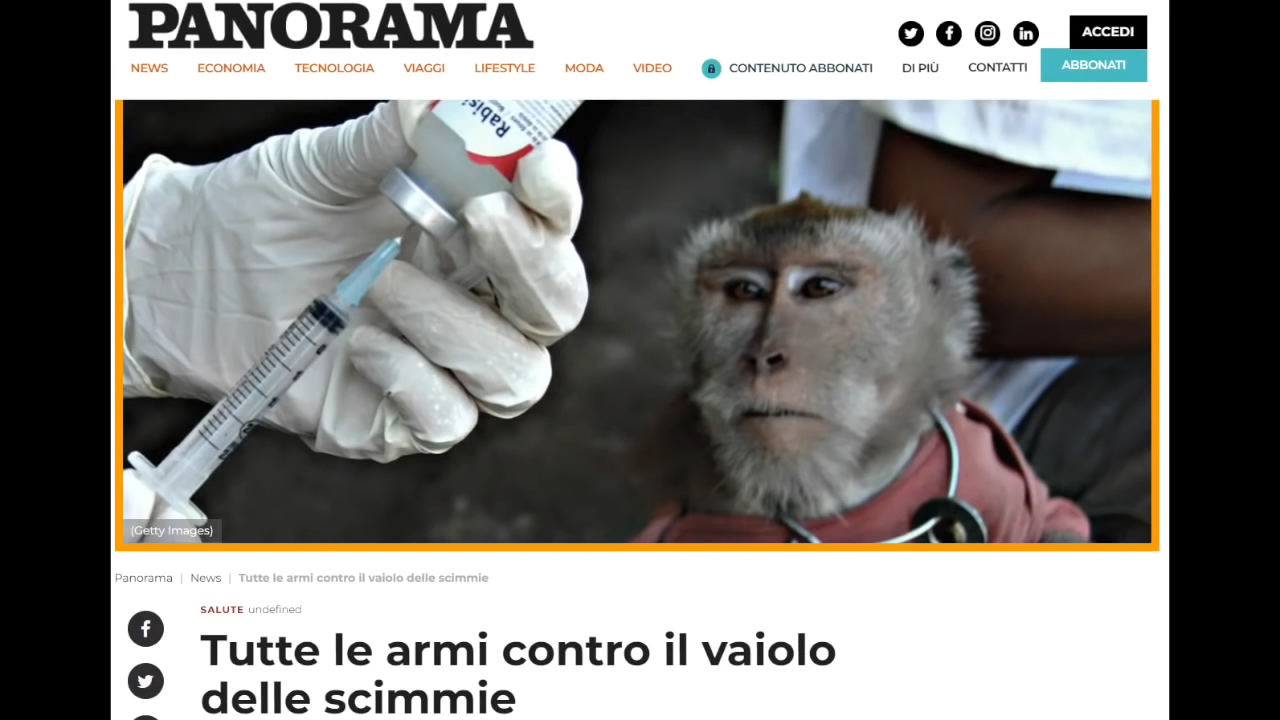 PANORAMA
ACCEDI
NEWS ECONOMIA TECNOLOGIA VIAGGI LIFESTYLE MODA VIDEO CONTENUTO ABBONATI DI PIÙ CONTATTI ABBONATI
Rabisi
(Getty Images)
Panorama | News | Tutte le armi contro il vaiolo delle scimmie
SALUTE undefined
Tutte le armi contro il vaiolo
delle scimmie